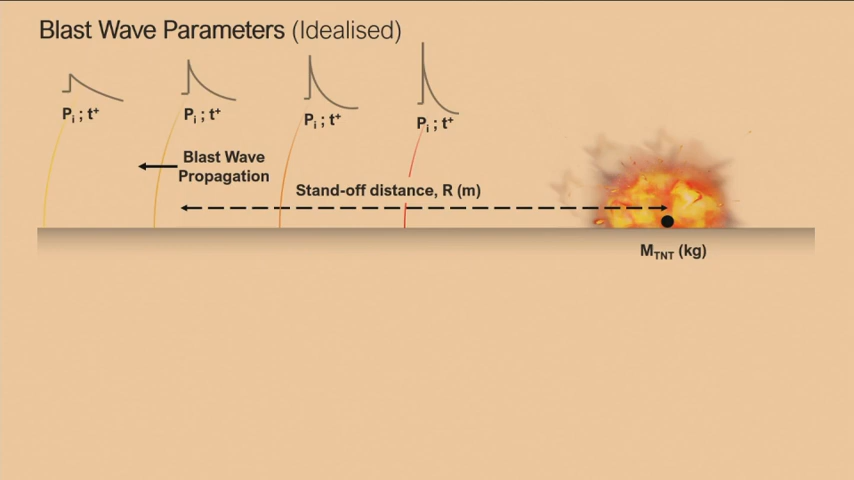 Blast Wave Parameters (Idealised)
Pi ; t+
Pi ; t+
Pi ; t+
Pi ; t+
Blast Wave
Propagation
Stand-off distance, R (m)
MTNT (kg)